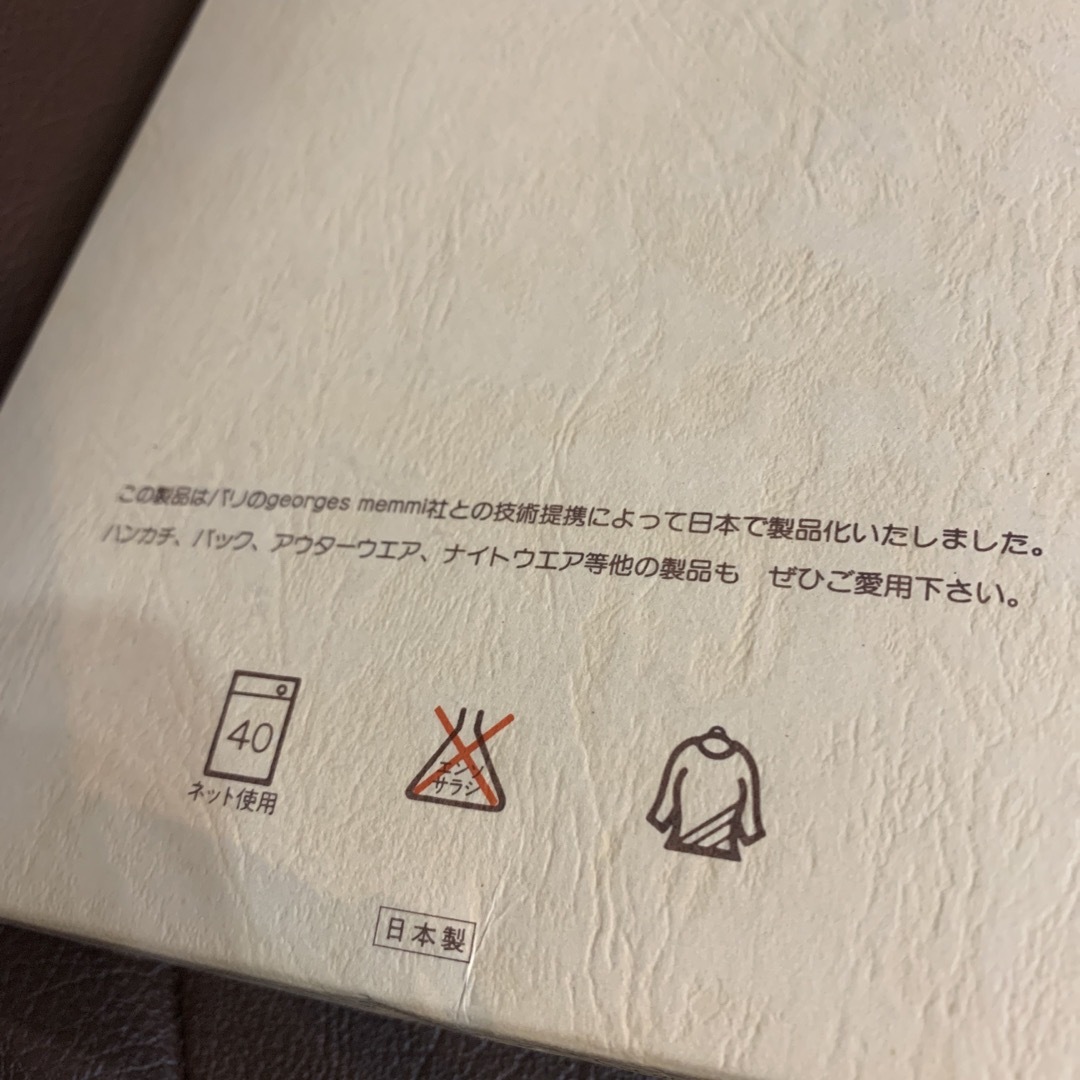 この製品はパリのgeorges memmi社との技術提携によって日本で製品化いたしました。
ハンカチ、バック、アウターウエア、ナイトウエア等他の製品も　ぜひご愛用下さい。
40
ネット使用
エンソ
サラシ
日本製